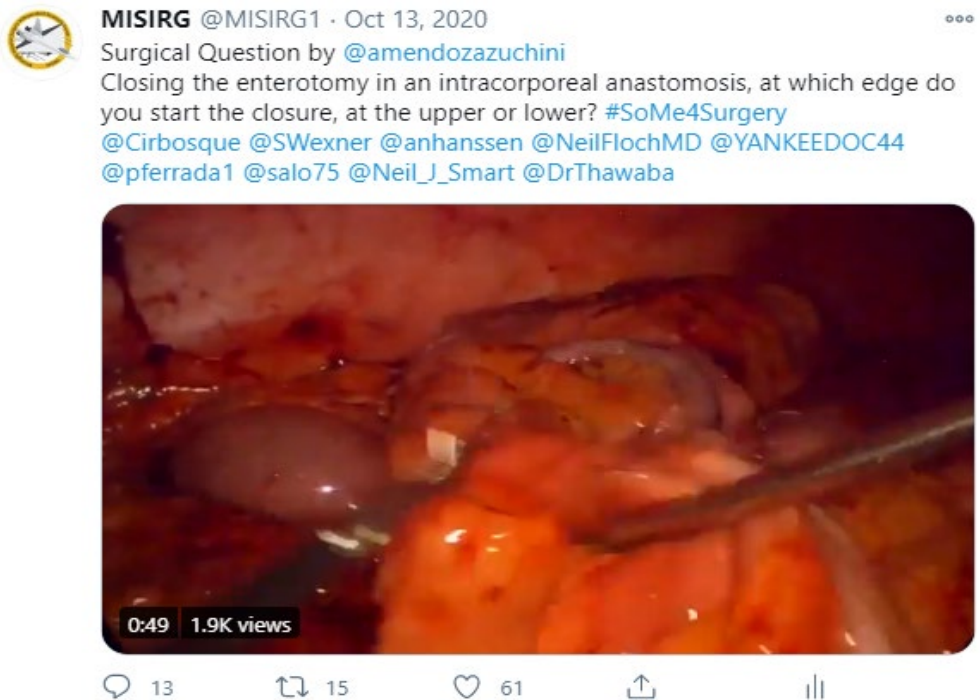 MISIRG @MISIRG1 · Oct 13, 2020
Surgical Question by @amendozazuchini
Closing the enterotomy in an intracorporeal anastomosis, at which edge do
you start the closure, at the upper or lower? #SoMe4Surgery
@Cirbosque @SWexner @anhanssen @NeilFlochMD @YANKEEDOC44
@pferrada1 @salo75 @Neil_J_Smart @DrThawaba
0:49 1.9K views
13 15 61